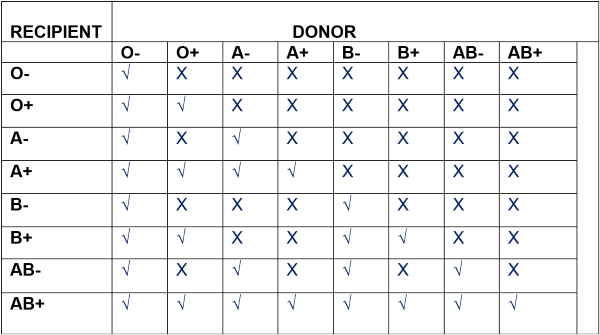 RECIPIENT DONOR
O- O+ A- A+ B- B+ AB- AB+
O- √ X X X X X X X
O+ √ √ X X X X X X
A- √ X √ X X X X X
A+ √ √ √ √ X X X X
B- √ X X X √ X X X
B+ √ √ X X √ √ X X
AB- √ X √ X √ X √ X
AB+ √ √ √ √ √ √ √ √